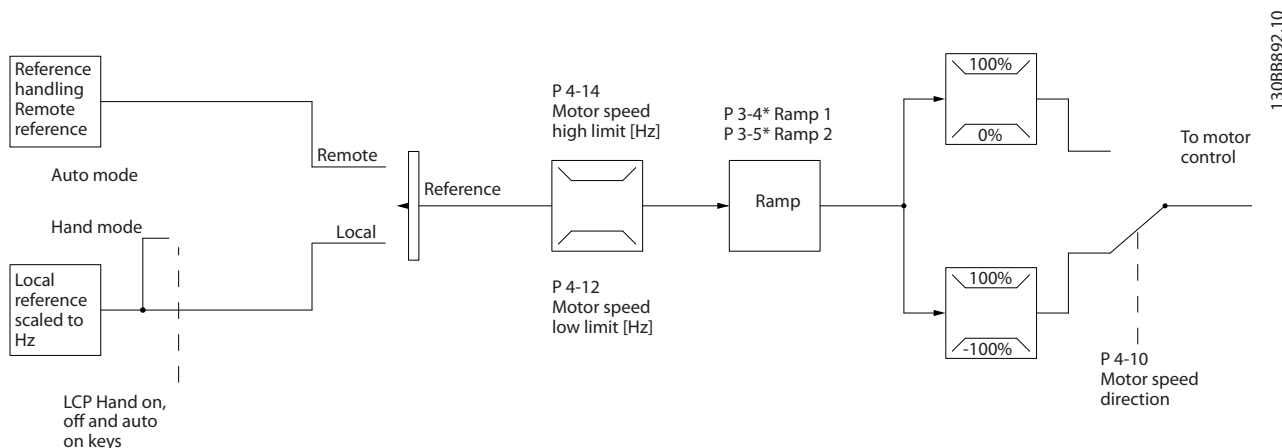 130BB892.10
Reference
handling
Remote
reference
Auto mode
Remote
Hand mode
Local
Local
reference
scaled to
Hz
LCP Hand on,
off and auto
on keys
Reference
P 4-14
Motor speed
high limit [Hz]
P 4-12
Motor speed
low limit [Hz]
P 3-4* Ramp 1
P 3-5* Ramp 2
Ramp
100%
0%
100%
-100%
To motor
control
P 4-10
Motor speed
direction